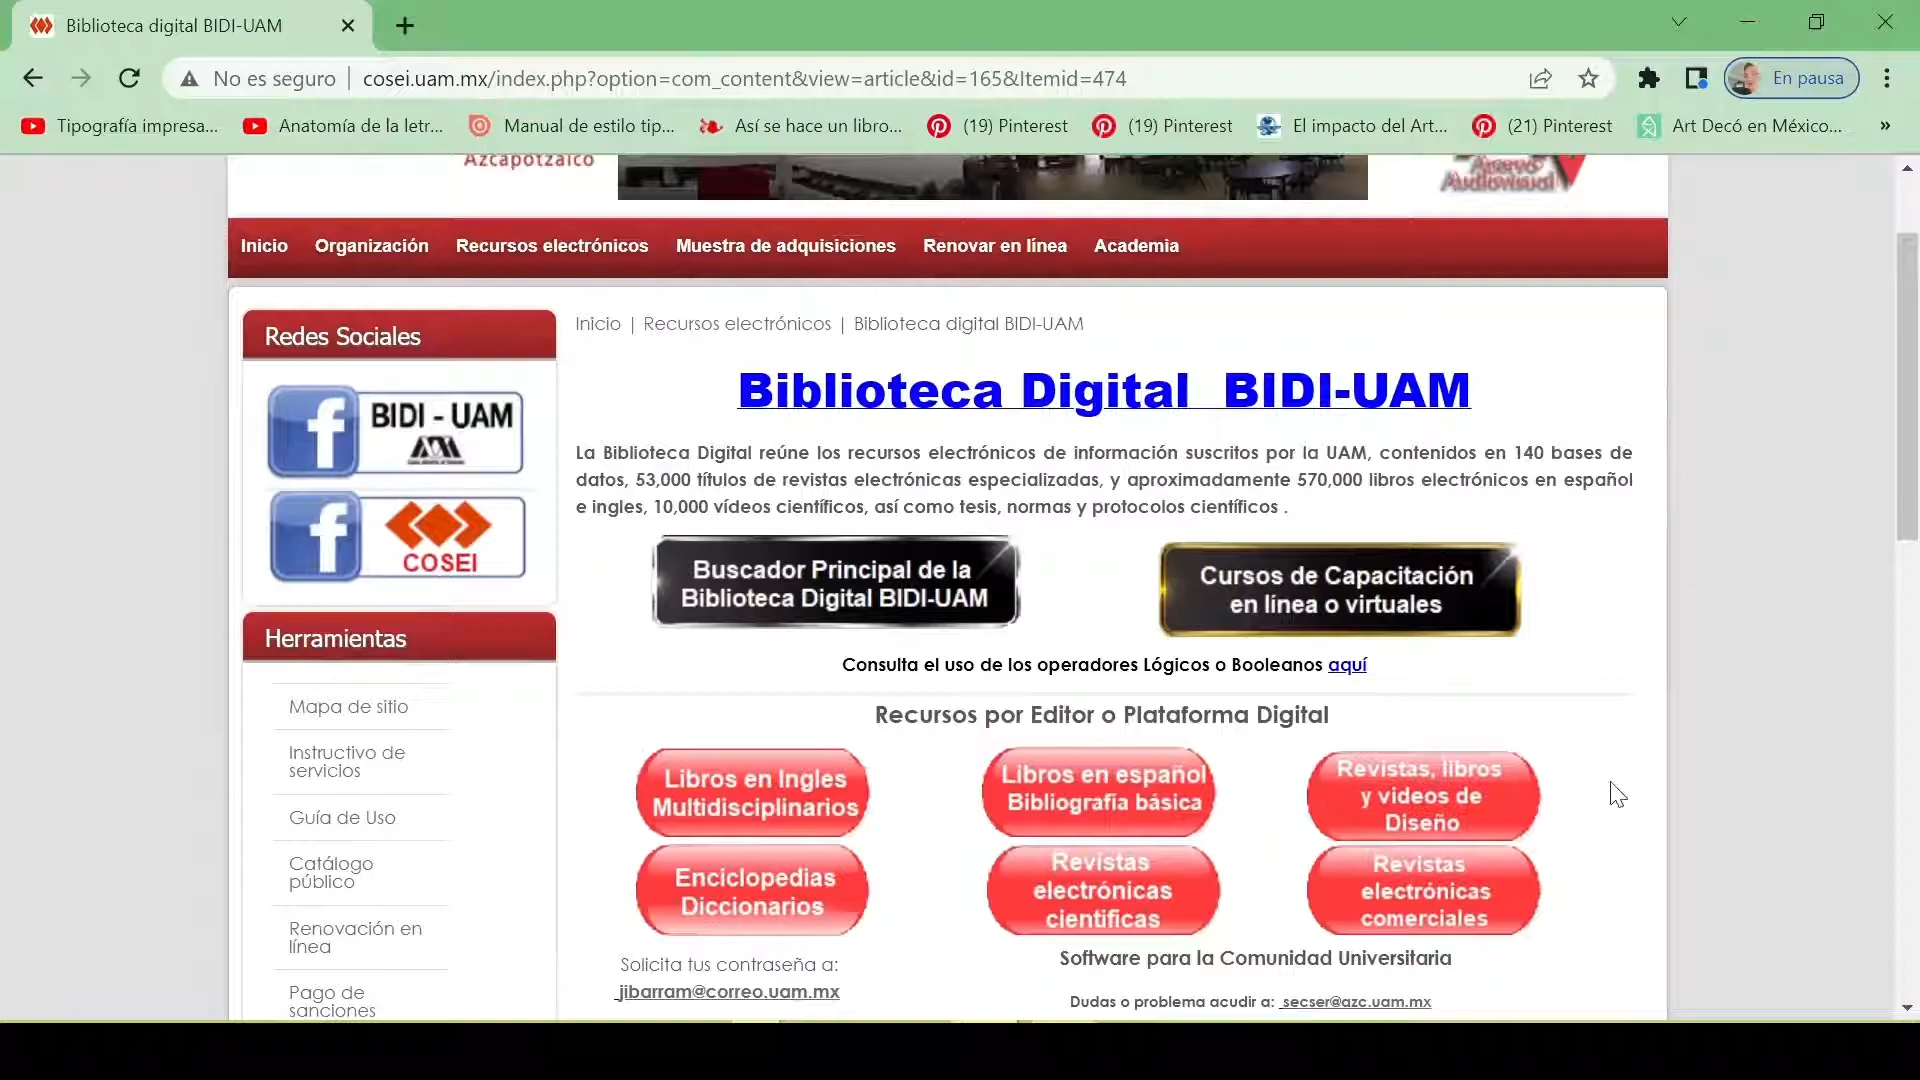 Biblioteca digital BIDI-UAM
No es seguro
cosei.uam.mx/index.php?option=com_content&view=article&id=165&Itemid=474
En pausa
Tipografía impresa...
Anatomía de la letr...
Manual de estilo tip...
Así se hace un libro...
(19) Pinterest
(19) Pinterest
El impacto del Art...
(21) Pinterest
Art Decó en México...
Azcapotzalco
Acervo
Audiovisual
Inicio
Organización
Recursos electrónicos
Muestra de adquisiciones
Renovar en línea
Academia
Redes Sociales
BIDI - UAM
COSEI
Herramientas
Mapa de sitio
Instructivo de
servicios
Guía de Uso
Catálogo
público
Renovación en
línea
Pago de
sanciones
Inicio | Recursos electrónicos | Biblioteca digital BIDI-UAM
Biblioteca Digital BIDI-UAM
La Biblioteca Digital reúne los recursos electrónicos de información suscritos por la UAM, contenidos en 140 bases de
datos, 53,000 títulos de revistas electrónicas especializadas, y aproximadamente 570,000 libros electrónicos en español
e ingles, 10,000 vídeos científicos, así como tesis, normas y protocolos científicos .
Buscador Principal de la
Biblioteca Digital BIDI-UAM
Cursos de Capacitación
en línea o virtuales
Consulta el uso de los operadores Lógicos o Booleanos aquí
Recursos por Editor o Plataforma Digital
Libros en Ingles
Multidisciplinarios
Libros en español
Bibliografía básica
Revistas, libros
y videos de
Diseño
Enciclopedias
Diccionarios
Revistas
electrónicas
cientificas
Revistas
electrónicas
comerciales
Solicita tus contraseña a:
jibarram@correo.uam.mx
Software para la Comunidad Universitaria
Dudas o problema acudir a: secser@azc.uam.mx